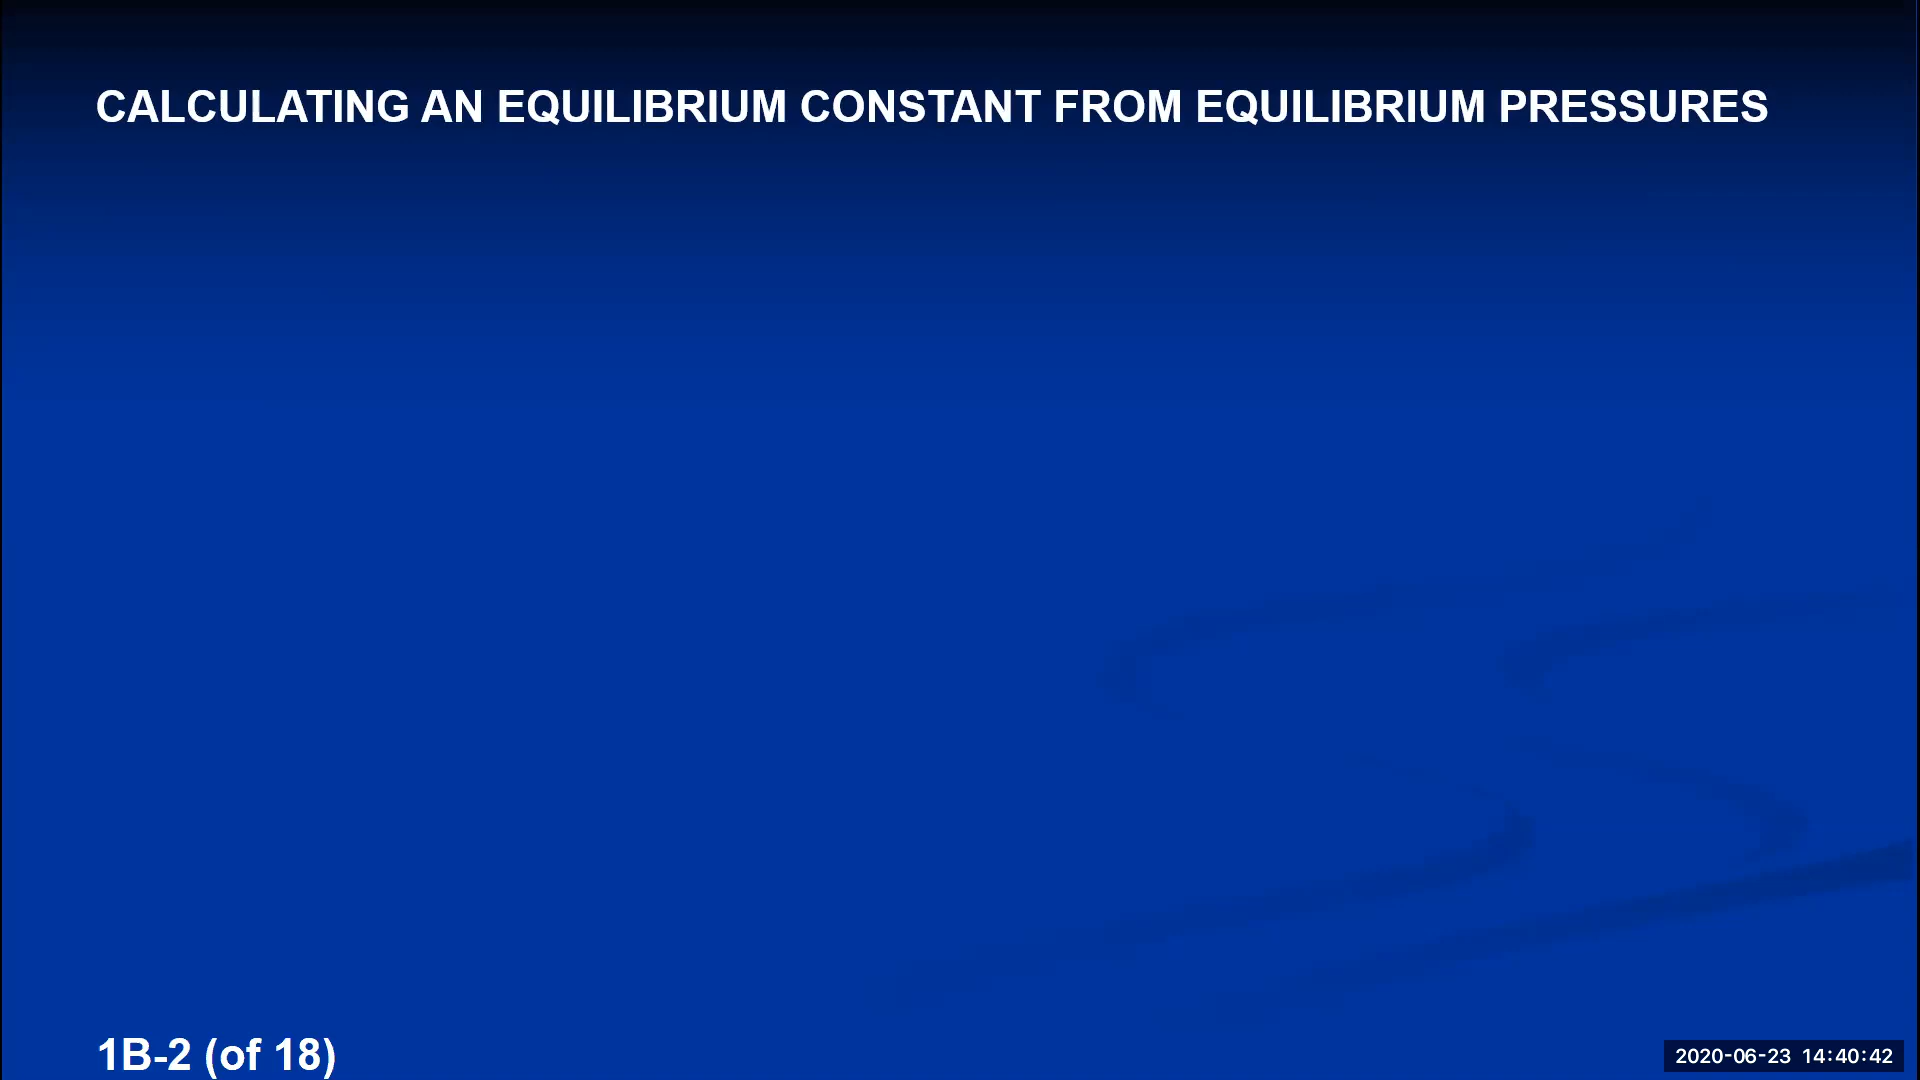 CALCULATING AN EQUILIBRIUM CONSTANT FROM EQUILIBRIUM PRESSURES
1B-2 (of 18)
2020-06-23 14:40:42